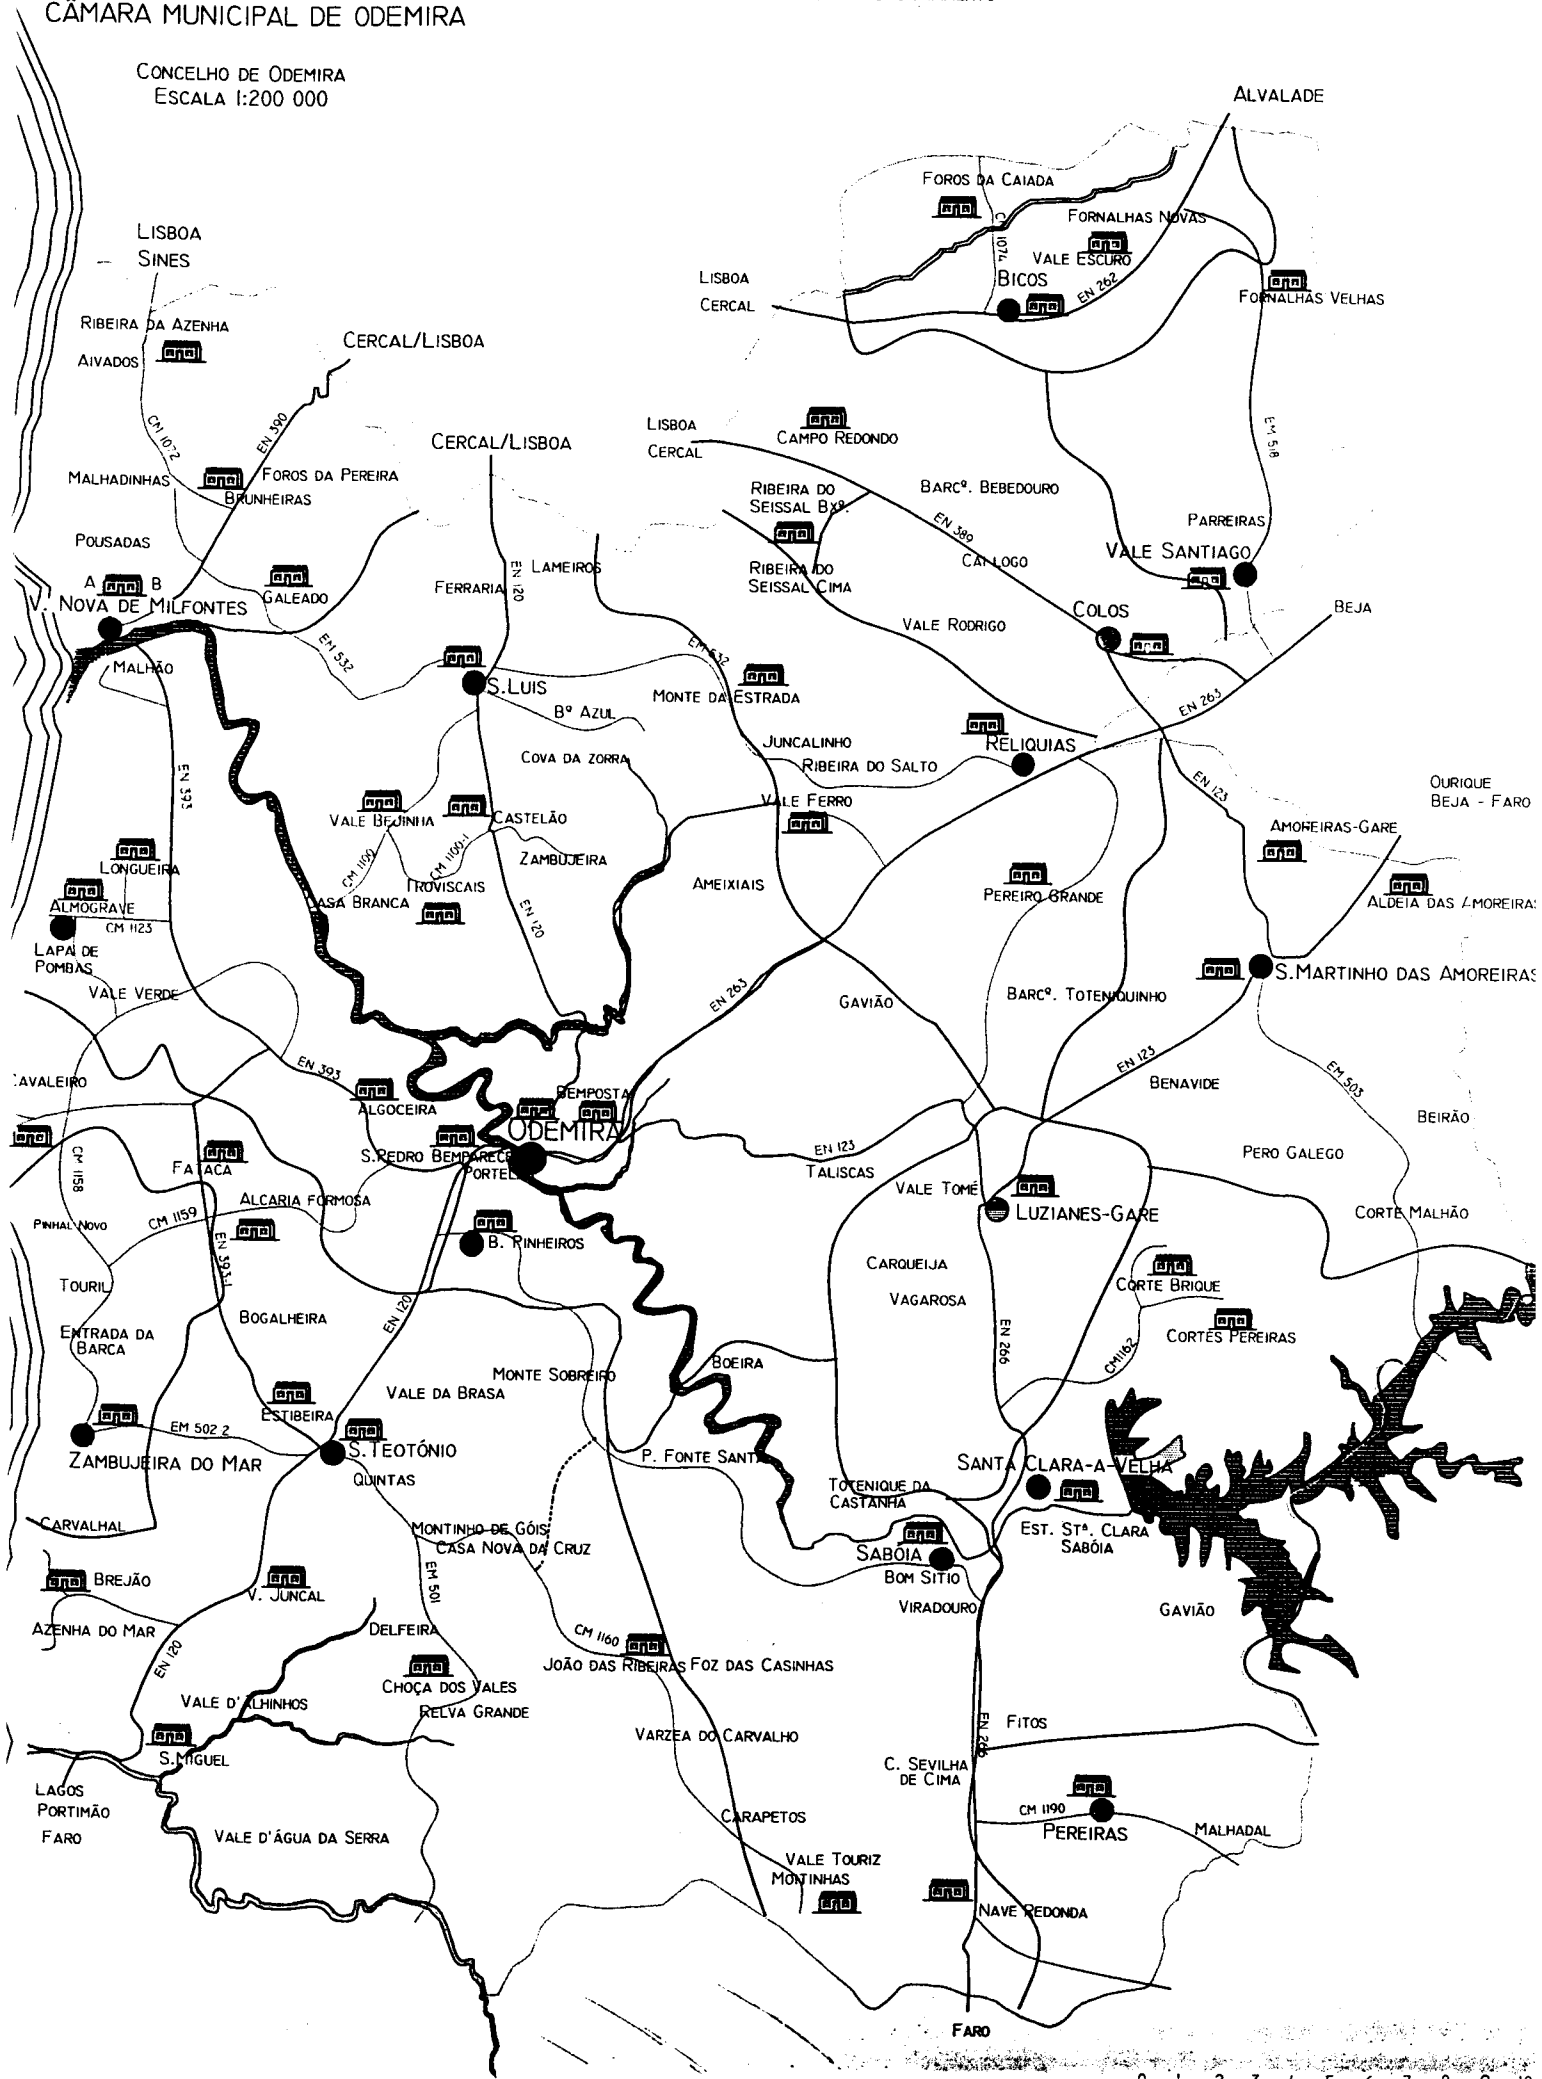 CÂMARA MUNICIPAL DE ODEMIRA
CONCELHO DE ODEMIRA
ESCALA 1:200 000
ALVALADE
FOROS DA CAIADA
FORNALHAS NOVAS
VALE ESCURO
BICOS
EN 262
FORNALHAS VELHAS
LISBOA
SINES
LISBOA
CERCAL
RIBEIRA DA AZENHA
AIVADOS
CERCAL/LISBOA
CM 1072
EN 390
CERCAL/LISBOA
LISBOA
CERCAL
CAMPO REDONDO
EM 518
MALHADINHAS
FOROS DA PEREIRA
BRUNHEIRAS
RIBEIRA DO
SEISSAL BXº.
BARCº. BEBEDOURO
EN 389
PARREIRAS
POUSADAS
LAMEIROS
EN 120
RIBEIRA DO
SEISSAL CIMA
VALE SANTIAGO
A B
GALEADO
FERRARIA
V. NOVA DE MILFONTES
COLOS
BEJA
VALE RODRIGO
EM 532
EM 532
MALHÃO
S.LUIS
MONTE DA ESTRADA
EN 263
Bº AZUL
JUNCALINHO
RELIQUIAS
EN 393
COVA DA ZORRA
RIBEIRA DO SALTO
EN 123
OURIQUE
BEJA - FARO
VALE BEJINHA
CASTELÃO
VALE FERRO
AMOREIRAS-GARE
LONGUEIRA
CM 1100
CM 1100-1
ZAMBUJEIRA
TROVISCAIS
AMEIXIAIS
PEREIRO GRANDE
ALMOGRAVE
CASA BRANCA
ALDEIA DAS AMOREIRAS
CM 1123
EN 120
LAPA DE
POMBAS
S.MARTINHO DAS AMOREIRAS
VALE VERDE
EN 263
GAVIÃO
BARCº. TOTENIQUINHO
EN 393
EN 123
EM 503
CAVALEIRO
BEMPOSTA
BENAVIDE
ALGOCEIRA
ODEMIRA
BEIRÃO
EN 123
PERO GALEGO
S.PEDRO BEMPARECE
FATACA
PORTELA
TALISCAS
CM 1158
VALE TOMÉ
ALCARIA FORMOSA
PINHAL NOVO
CM 1159
LUZIANES-GARE
CORTE MALHÃO
B. PINHEIROS
EN 393-1
CARQUEIJA
TOURIL
CORTE BRIQUE
VAGAROSA
EN 120
BOGALHEIRA
ENTRADA DA
BARCA
CORTES PEREIRAS
EN 266
CM1162
BOEIRA
MONTE SOBREIRO
VALE DA BRASA
ESTIBEIRA
EM 502 2
S.TEOTÓNIO
ZAMBUJEIRA DO MAR
P. FONTE SANTA
SANTA CLARA-A-VELHA
QUINTAS
TOTENIQUE DA
CASTANHA
CARVALHAL
MONTINHO DE GÓIS
CASA NOVA DA CRUZ
EST. STª. CLARA
SABÓIA
SABÓIA
BOM SITIO
BREJÃO
EM 501
V. JUNCAL
VIRADOURO
GAVIÃO
AZENHA DO MAR
DELFEIRA
CM 1160
EN 120
JOÃO DAS RIBEIRAS
FOZ DAS CASINHAS
CHOÇA DOS VALES
VALE D'ALHINHOS
RELVA GRANDE
FITOS
VARZEA DO CARVALHO
EN 266
S.MIGUEL
C. SEVILHA
DE CIMA
LAGOS
PORTIMÃO
FARO
CM 1190
CARAPETOS
PEREIRAS
MALHADAL
VALE D'ÁGUA DA SERRA
VALE TOURIZ
MOITINHAS
NAVE REDONDA
FARO